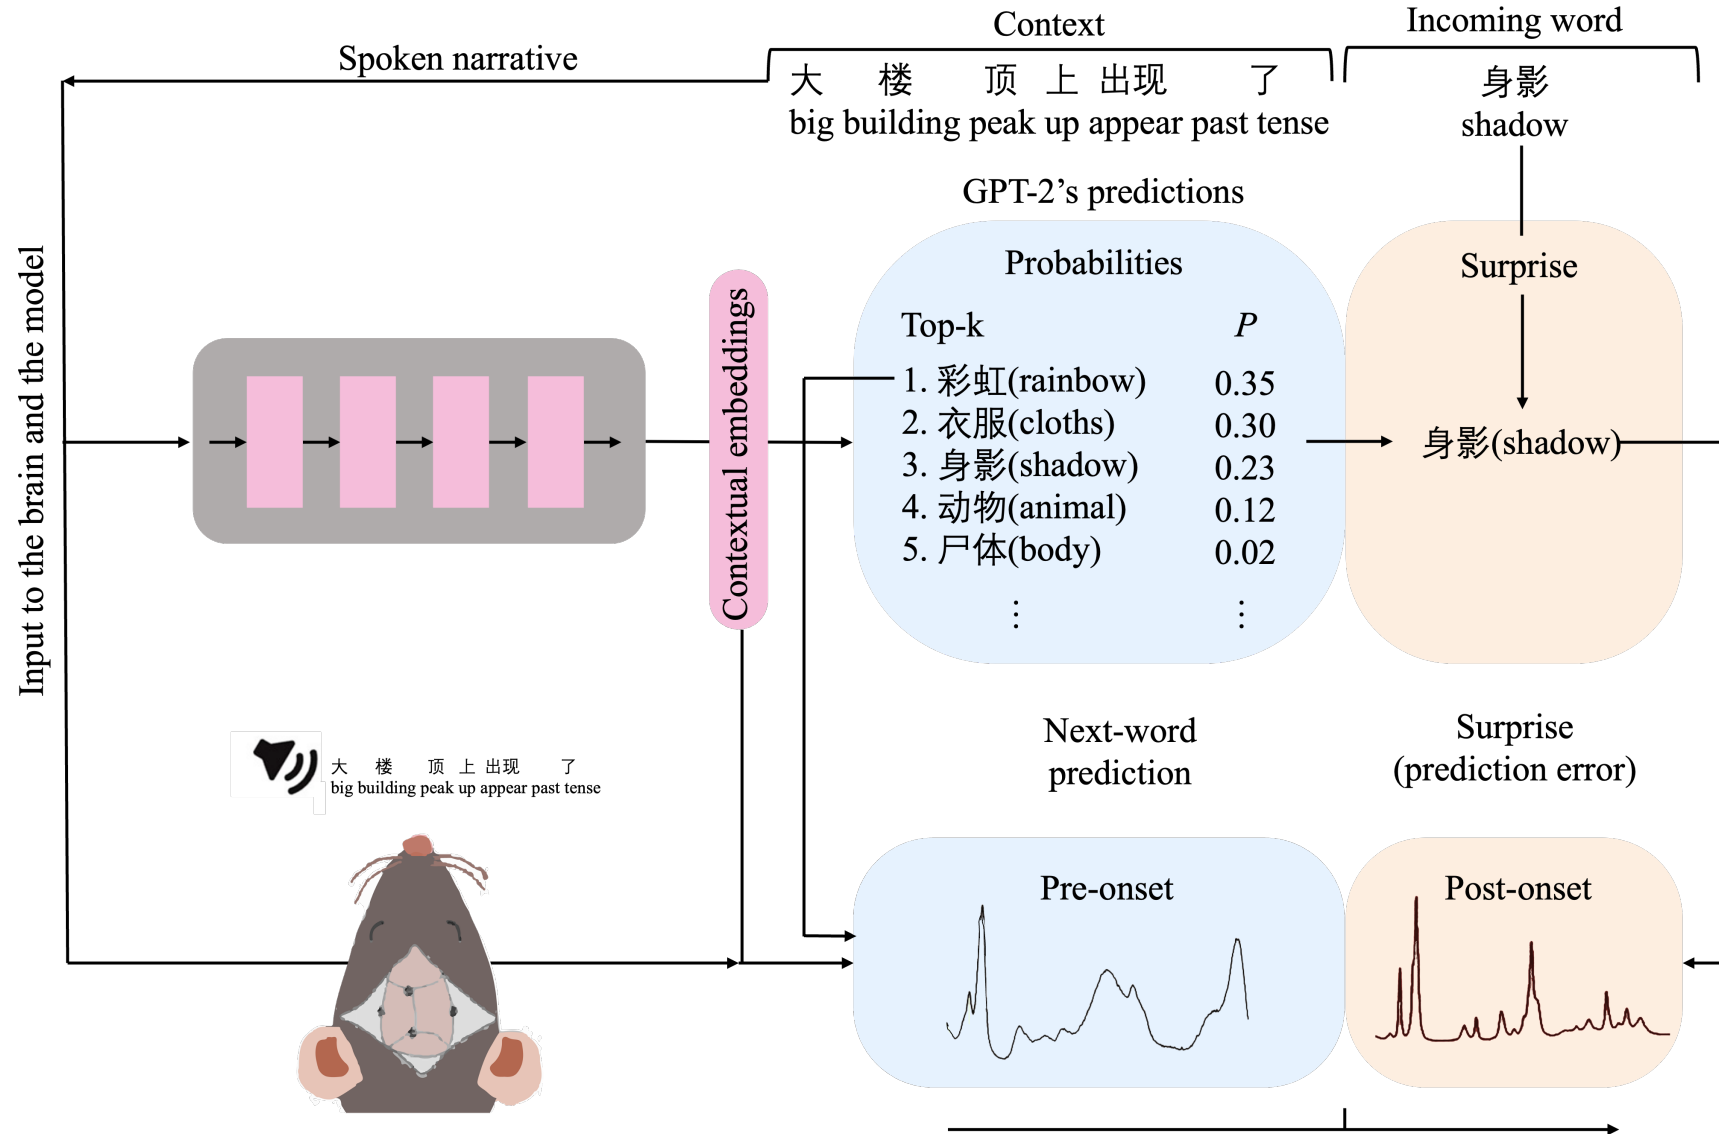 Context
Incoming word
Spoken narrative
大 楼 顶 上 出现 了
big building peak up appear past tense
身影
shadow
GPT-2’s predictions
Input to the brain and the model
Contextual embeddings
Probabilities
Top-k P
1. 彩虹(rainbow) 0.35
2. 衣服(cloths) 0.30
3. 身影(shadow) 0.23
4. 动物(animal) 0.12
5. 尸体(body) 0.02
⋮ ⋮
Surprise
身影(shadow)
大 楼 顶 上 出现 了
big building peak up appear past tense
Next-word
prediction
Surprise
(prediction error)
Pre-onset
Post-onset